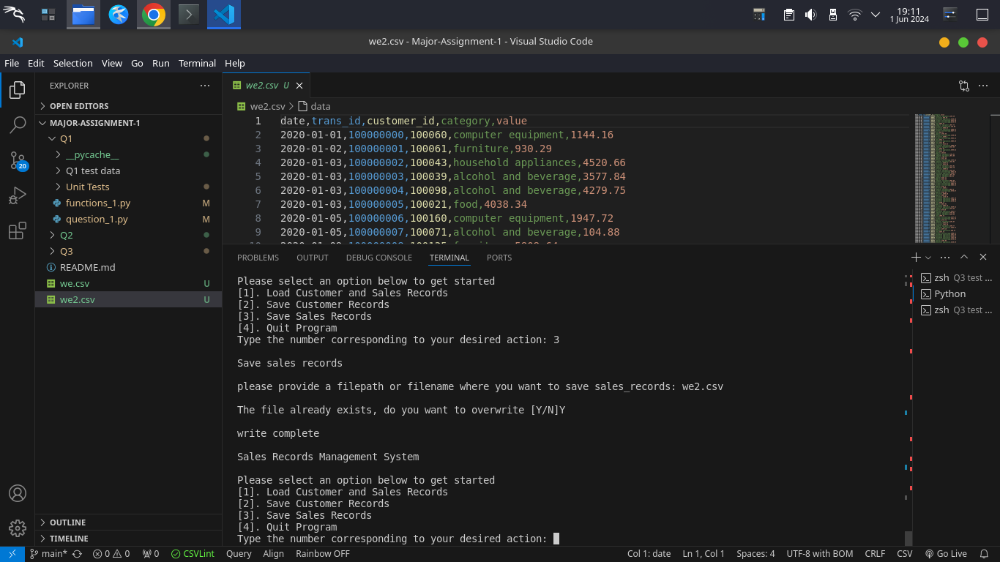 19:11
1 Jun 2024
we2.csv - Major-Assignment-1 - Visual Studio Code
File Edit Selection View Go Run Terminal Help
EXPLORER
OPEN EDITORS
MAJOR-ASSIGNMENT-1
Q1
__pycache__
Q1 test data
Unit Tests
functions_1.py M
question_1.py M
Q2
Q3
README.md
we.csv U
we2.csv U
OUTLINE
TIMELINE
20
we2.csv U
we2.csv > data
1 date,trans_id,customer_id,category,value
2 2020-01-01,100000000,100060,computer equipment,1144.16
3 2020-01-02,100000001,100061,furniture,930.29
4 2020-01-03,100000002,100043,household appliances,4520.66
5 2020-01-03,100000003,100039,alcohol and beverage,3577.84
6 2020-01-03,100000004,100098,alcohol and beverage,4279.75
7 2020-01-03,100000005,100021,food,4038.34
8 2020-01-05,100000006,100160,computer equipment,1947.72
9 2020-01-05,100000007,100071,alcohol and beverage,104.88
PROBLEMS OUTPUT DEBUG CONSOLE TERMINAL PORTS
Please select an option below to get started
[1]. Load Customer and Sales Records
[2]. Save Customer Records
[3]. Save Sales Records
[4]. Quit Program
Type the number corresponding to your desired action: 3
Save sales records
please provide a filepath or filename where you want to save sales_records: we2.csv
The file already exists, do you want to overwrite [Y/N]Y
write complete
Sales Records Management System
Please select an option below to get started
[1]. Load Customer and Sales Records
[2]. Save Customer Records
[3]. Save Sales Records
[4]. Quit Program
Type the number corresponding to your desired action:
zsh Q3 test ...
Python
zsh Q3 test ...
main* 0 0 0 CSVLint Query Align Rainbow OFF Col 1: date Ln 1, Col 1 Spaces: 4 UTF-8 with BOM CRLF CSV Go Live